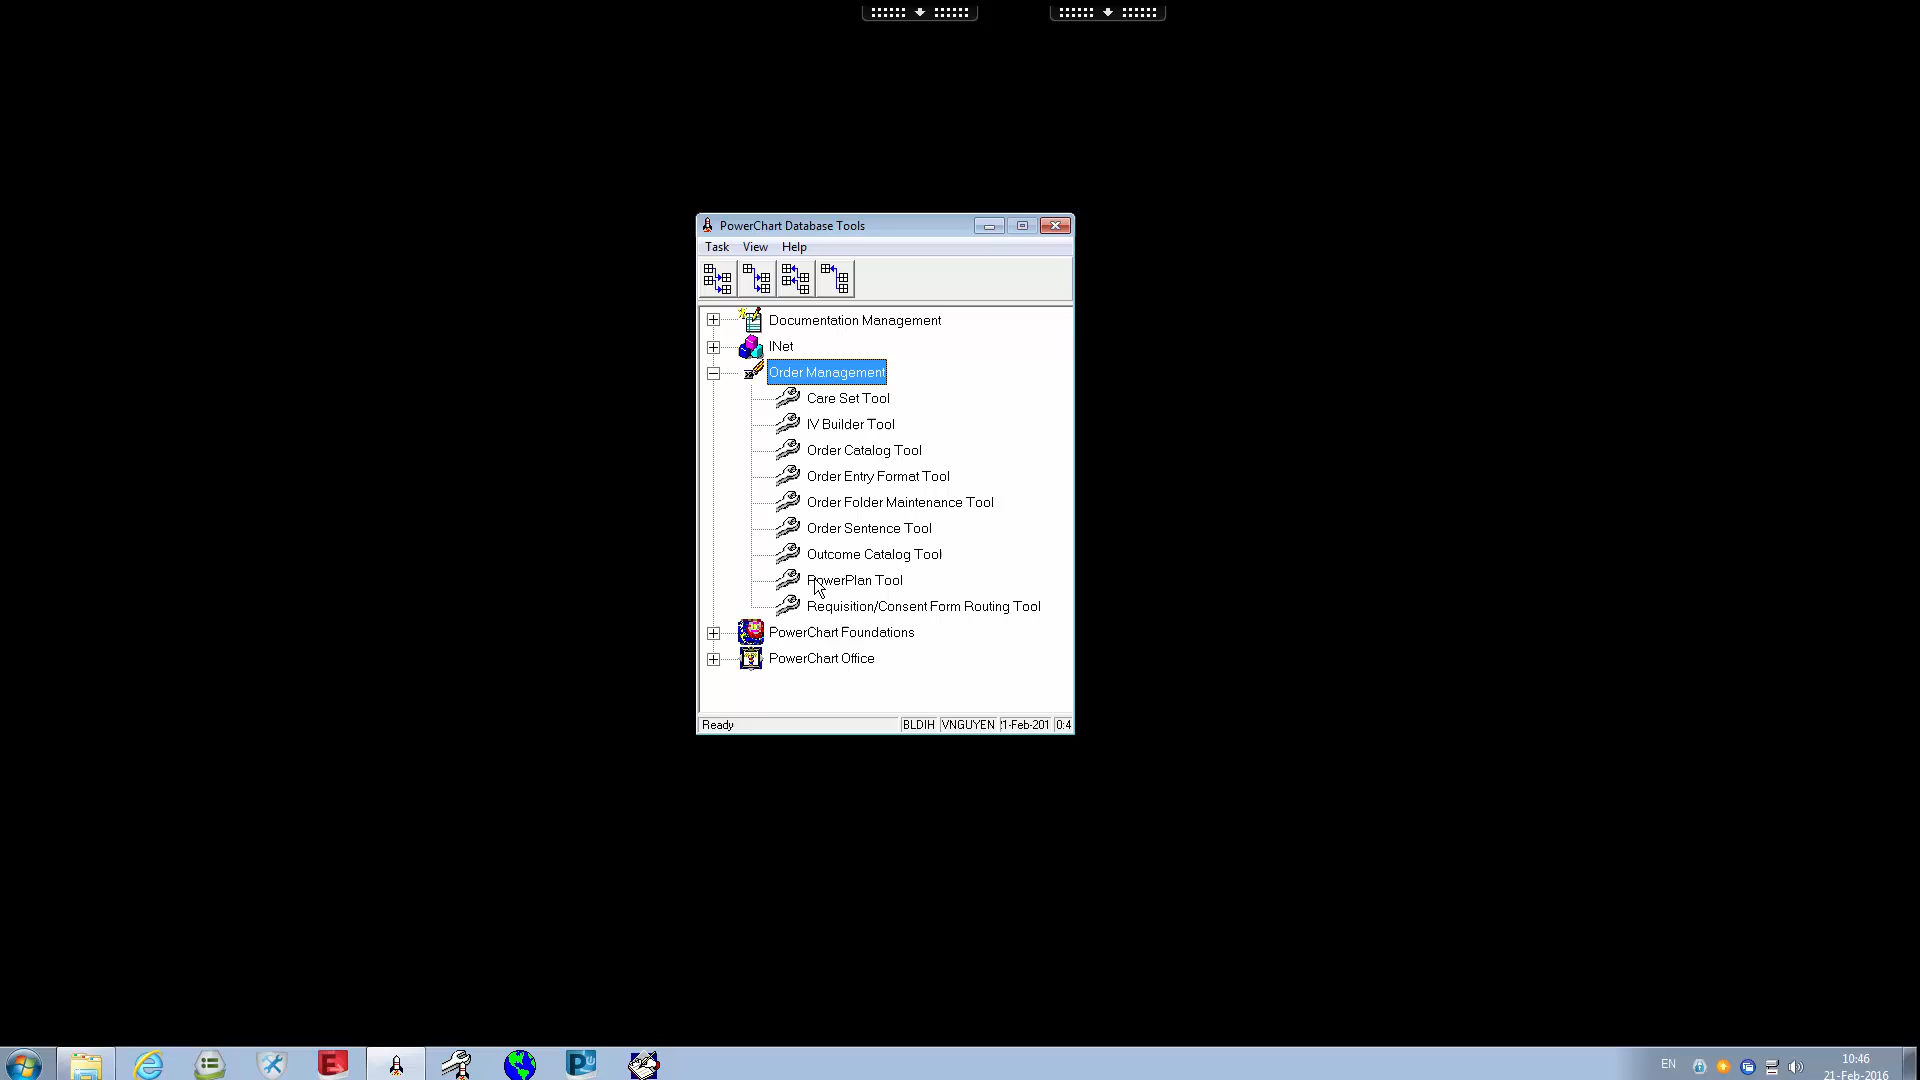 PowerChart Database Tools
Task View Help
Documentation Management
INet
Order Management
Care Set Tool
IV Builder Tool
Order Catalog Tool
Order Entry Format Tool
Order Folder Maintenance Tool
Order Sentence Tool
Outcome Catalog Tool
PowerPlan Tool
Requisition/Consent Form Routing Tool
PowerChart Foundations
PowerChart Office
Ready BLDIH VNGUYEN 1-Feb-201 0:4
EN 10:46
21-Feb-2016